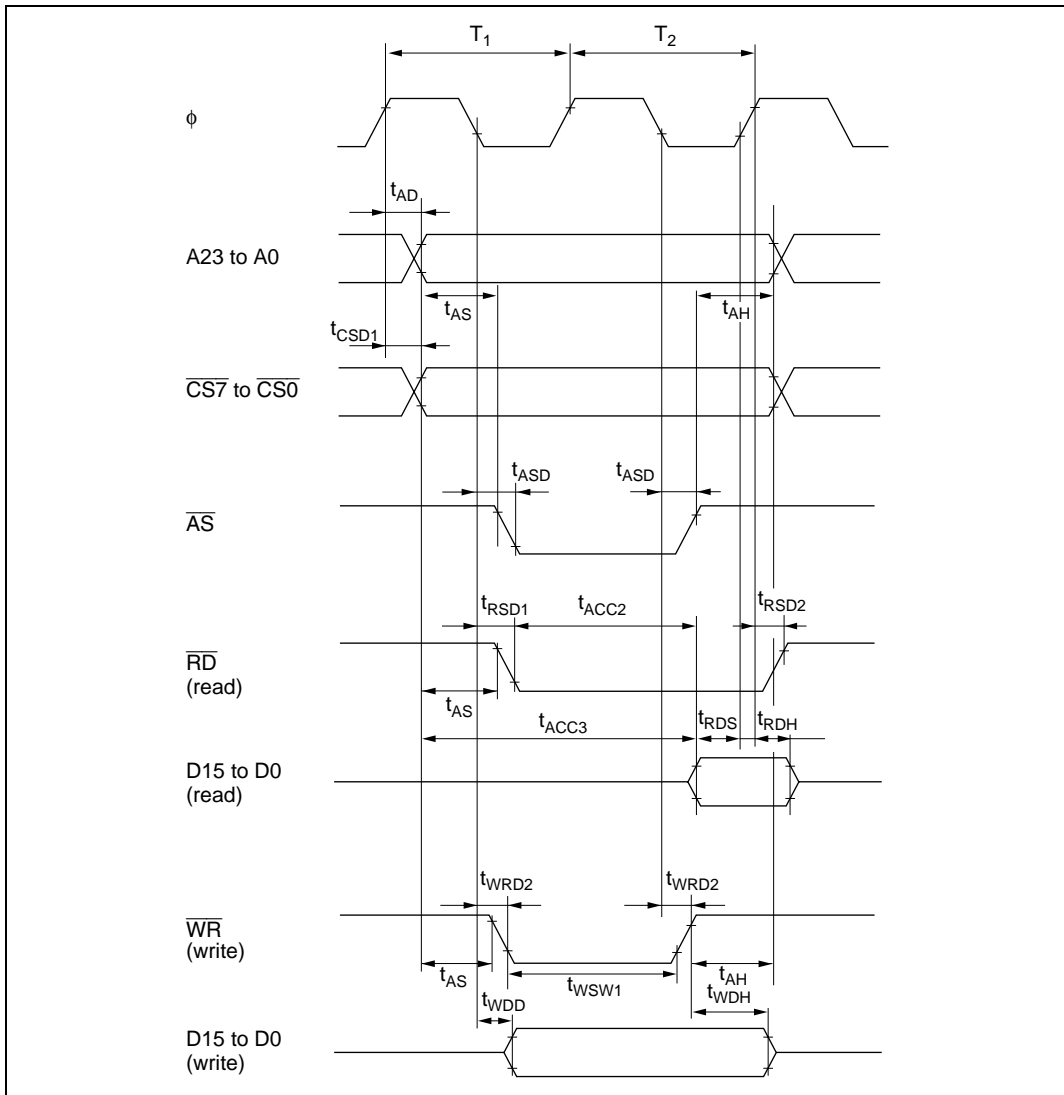 T1 T2
ϕ
tAD
A23 to A0
tAS tAH
tCSD1
CS7 to CS0
tASD tASD
AS
tRSD1 tACC2 tRSD2
RD
(read)
tAS
tACC3 tRDS tRDH
D15 to D0
(read)
tWRD2 tWRD2
WR
(write)
tAS tWSW1 tAH
tWDD tWDH
D15 to D0
(write)